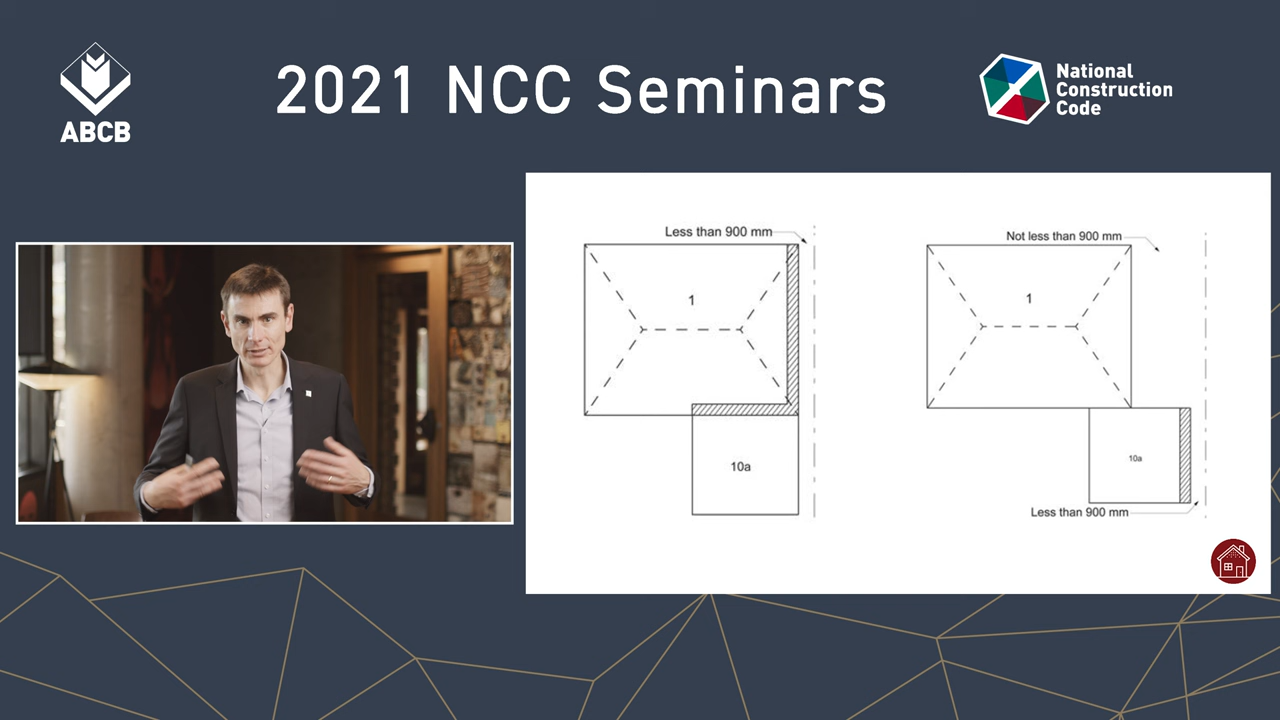 2021 NCC Seminars
ABCB
National
Construction
Code
Less than 900 mm
1
10a
Not less than 900 mm
1
10a
Less than 900 mm